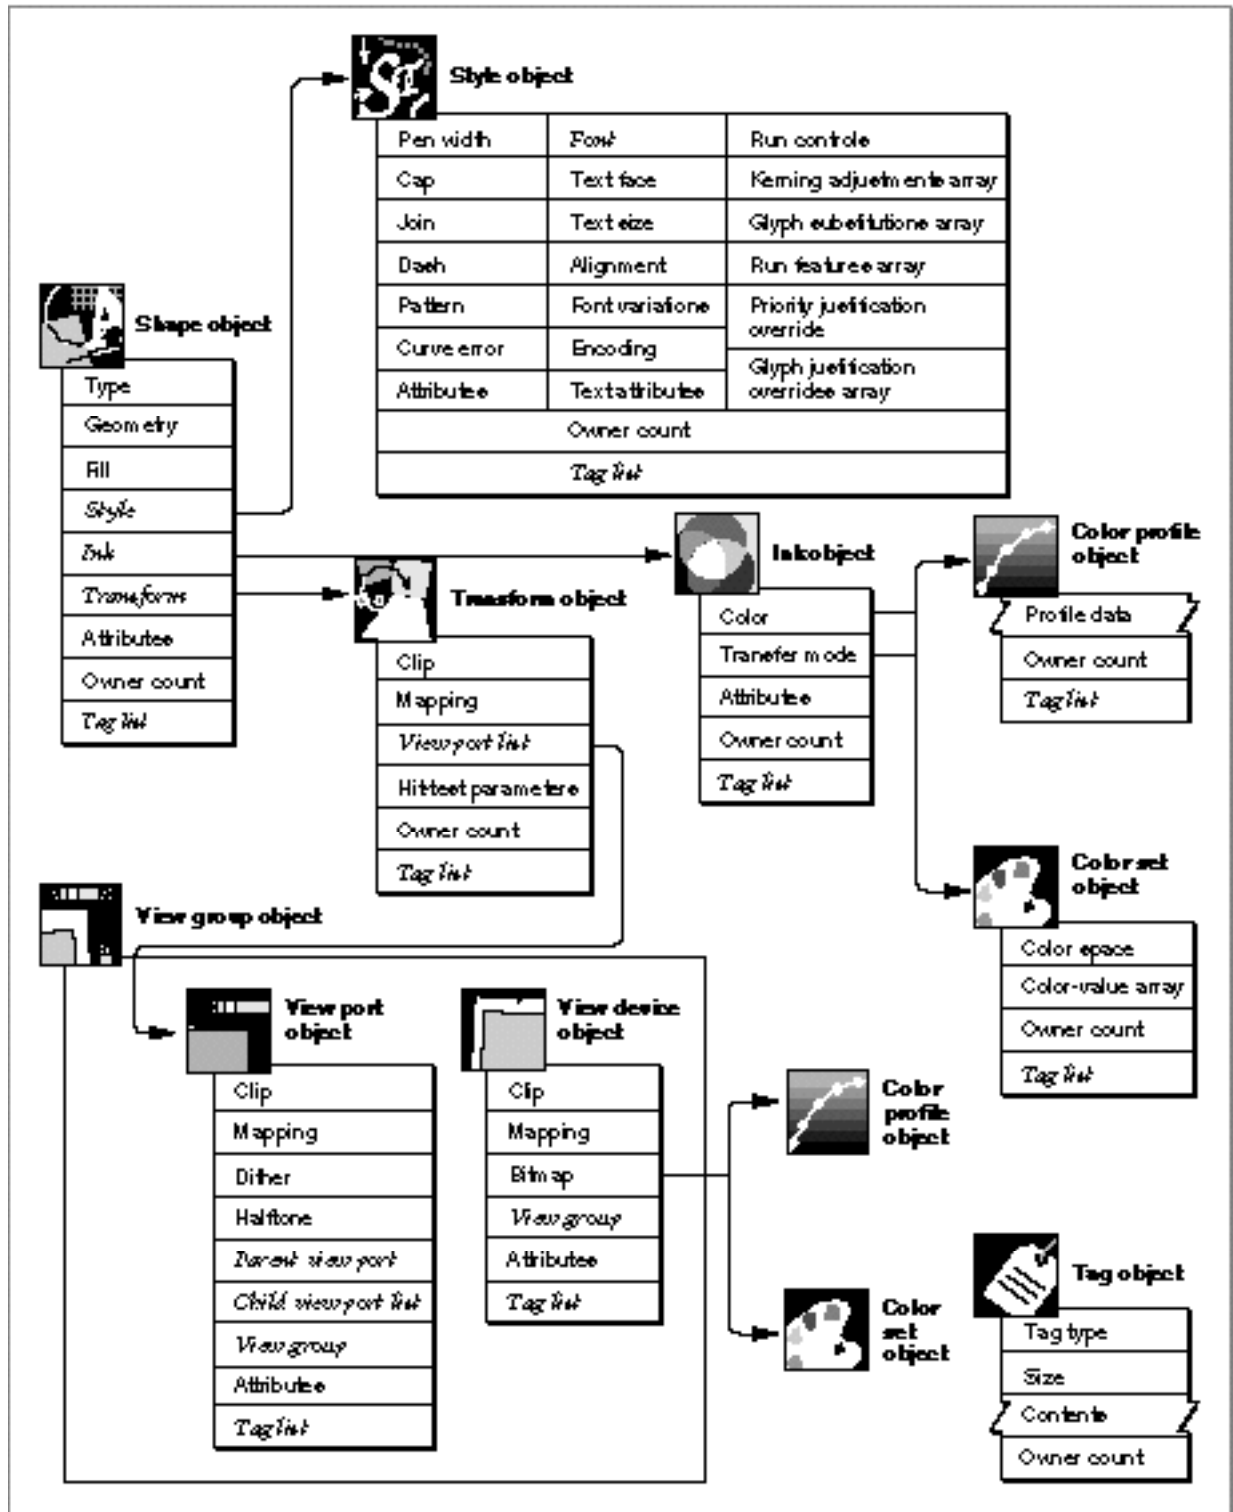 Style object
Pen width
Font
Run controls
Cap
Text face
Kerning adjustments array
Join
Text size
Glyph substitutions array
Dash
Alignment
Run features array
Pattern
Font variations
Priority justification
override
Curve error
Encoding
Glyph justification
overrides array
Attributes
Text attributes
Owner count
Tag list
Shape object
Type
Geometry
Fill
Style
Ink
Transform
Attributes
Owner count
Tag list
Transform object
Clip
Mapping
View port list
Hit-test parameters
Owner count
Tag list
Ink object
Color
Transfer mode
Attributes
Owner count
Tag list
Color profile
object
Profile data
Owner count
Tag list
Color set
object
Color space
Color-value array
Owner count
Tag list
View group object
View port
object
Clip
Mapping
Dither
Halftone
Parent view port
Child view port list
View group
Attributes
Tag list
View device
object
Clip
Mapping
Bitmap
View group
Attributes
Tag list
Color
profile
object
Color
set
object
Tag object
Tag type
Size
Contents
Owner count